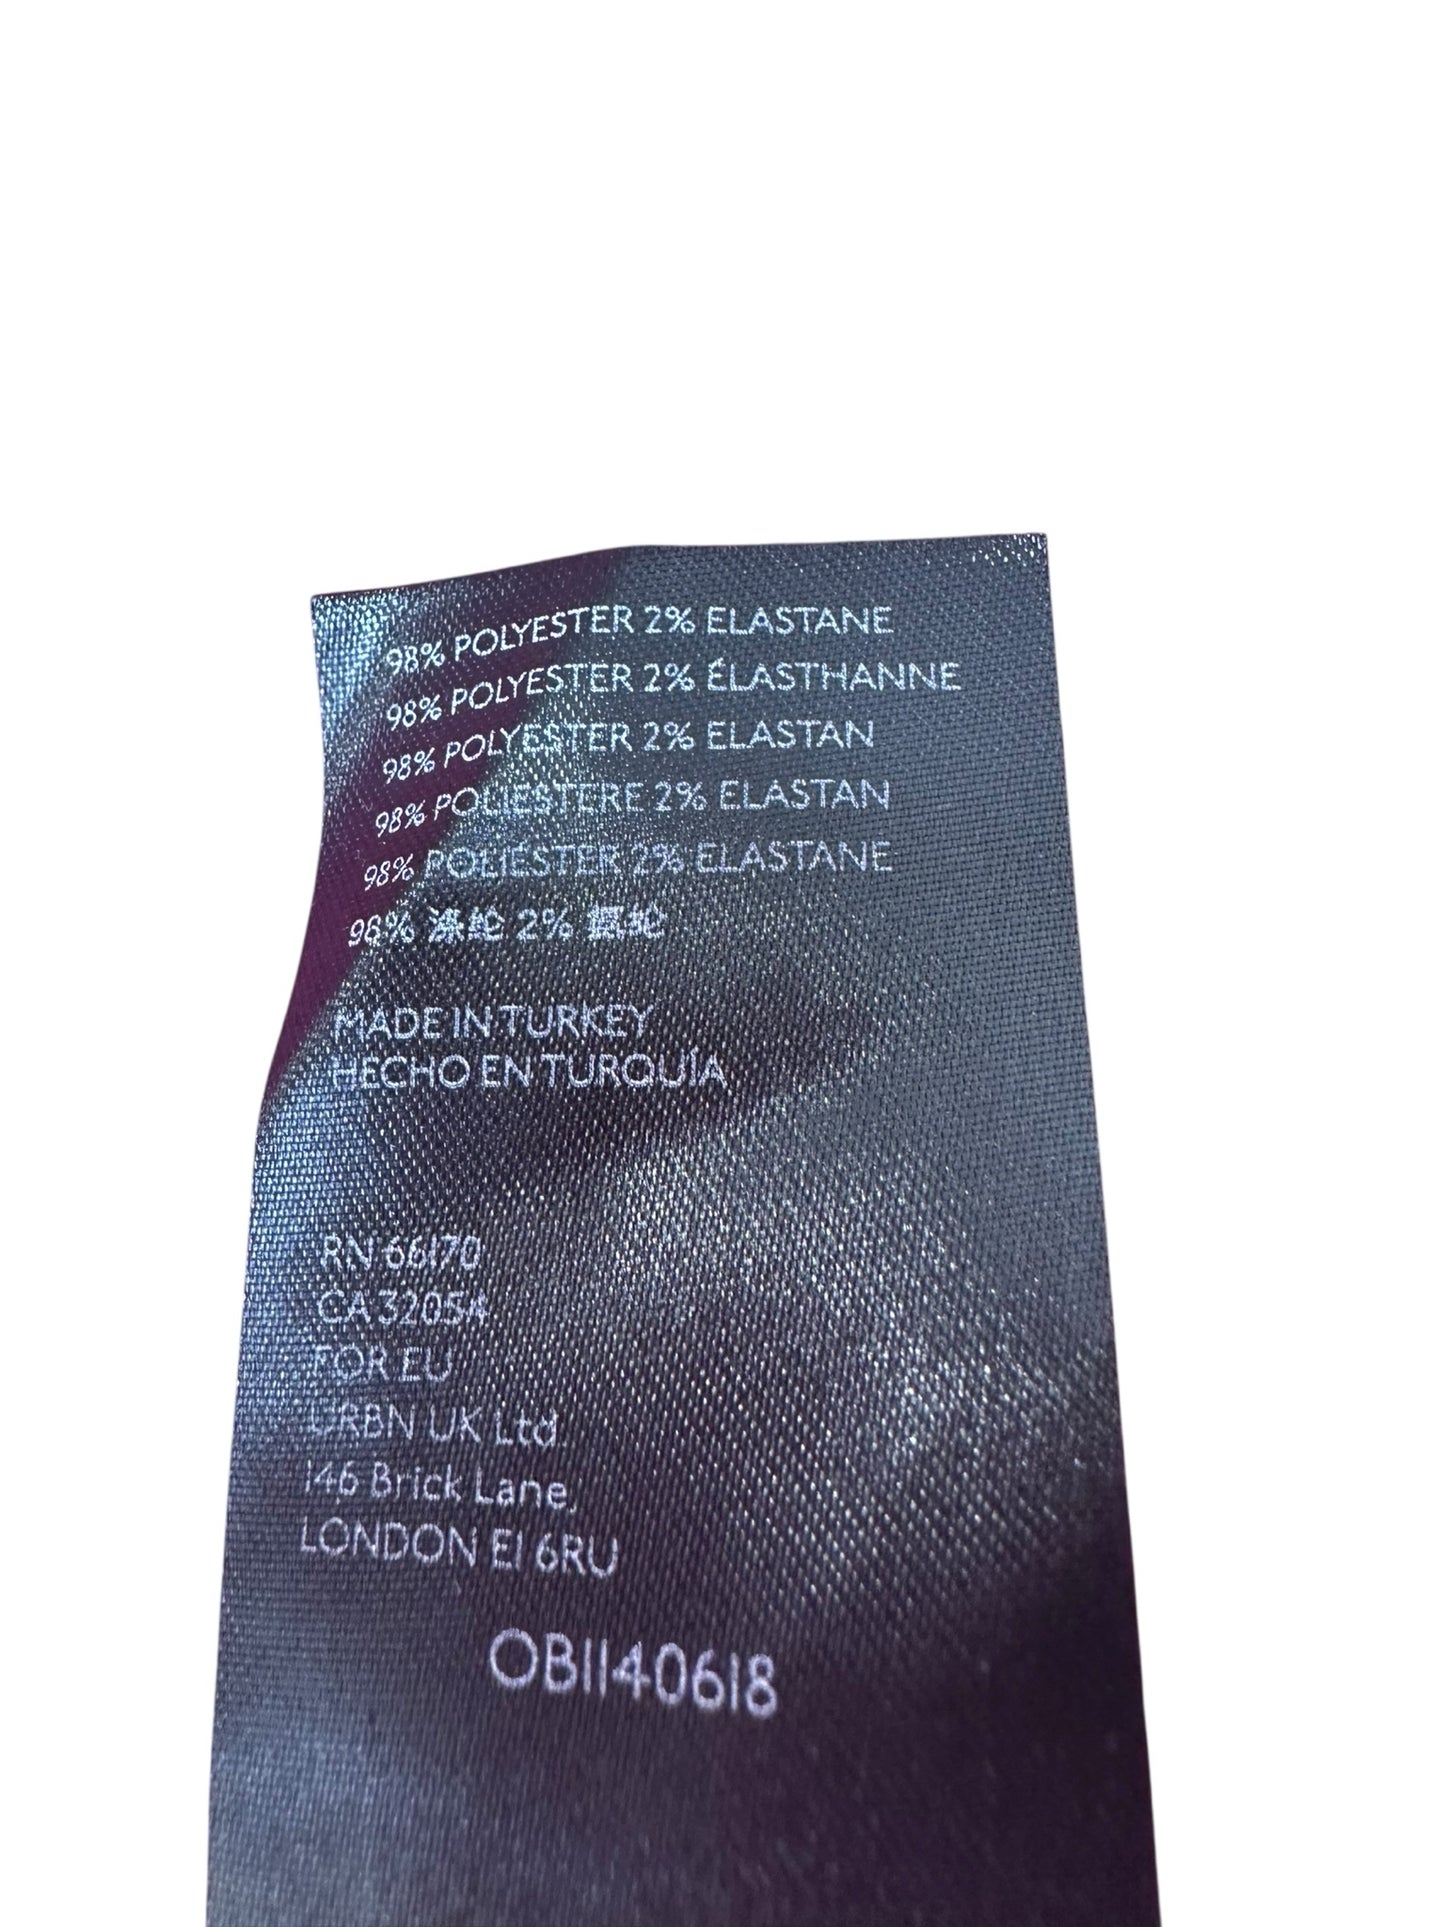 98% POLYESTER 2% ELASTANE
98% POLYESTER 2% ÉLASTHANNE
98% POLYESTER 2% ELASTAN
98% POLIESTERE 2% ELASTAN
98% POLIÉSTER 2% ELASTANE
98% 涤纶 2% 氨纶
MADE IN TURKEY
HECHO EN TURQUÍA
RN 66170
CA 32054
FOR EU
URBN UK Ltd
146 Brick Lane,
LONDON E1 6RU
OB1140618